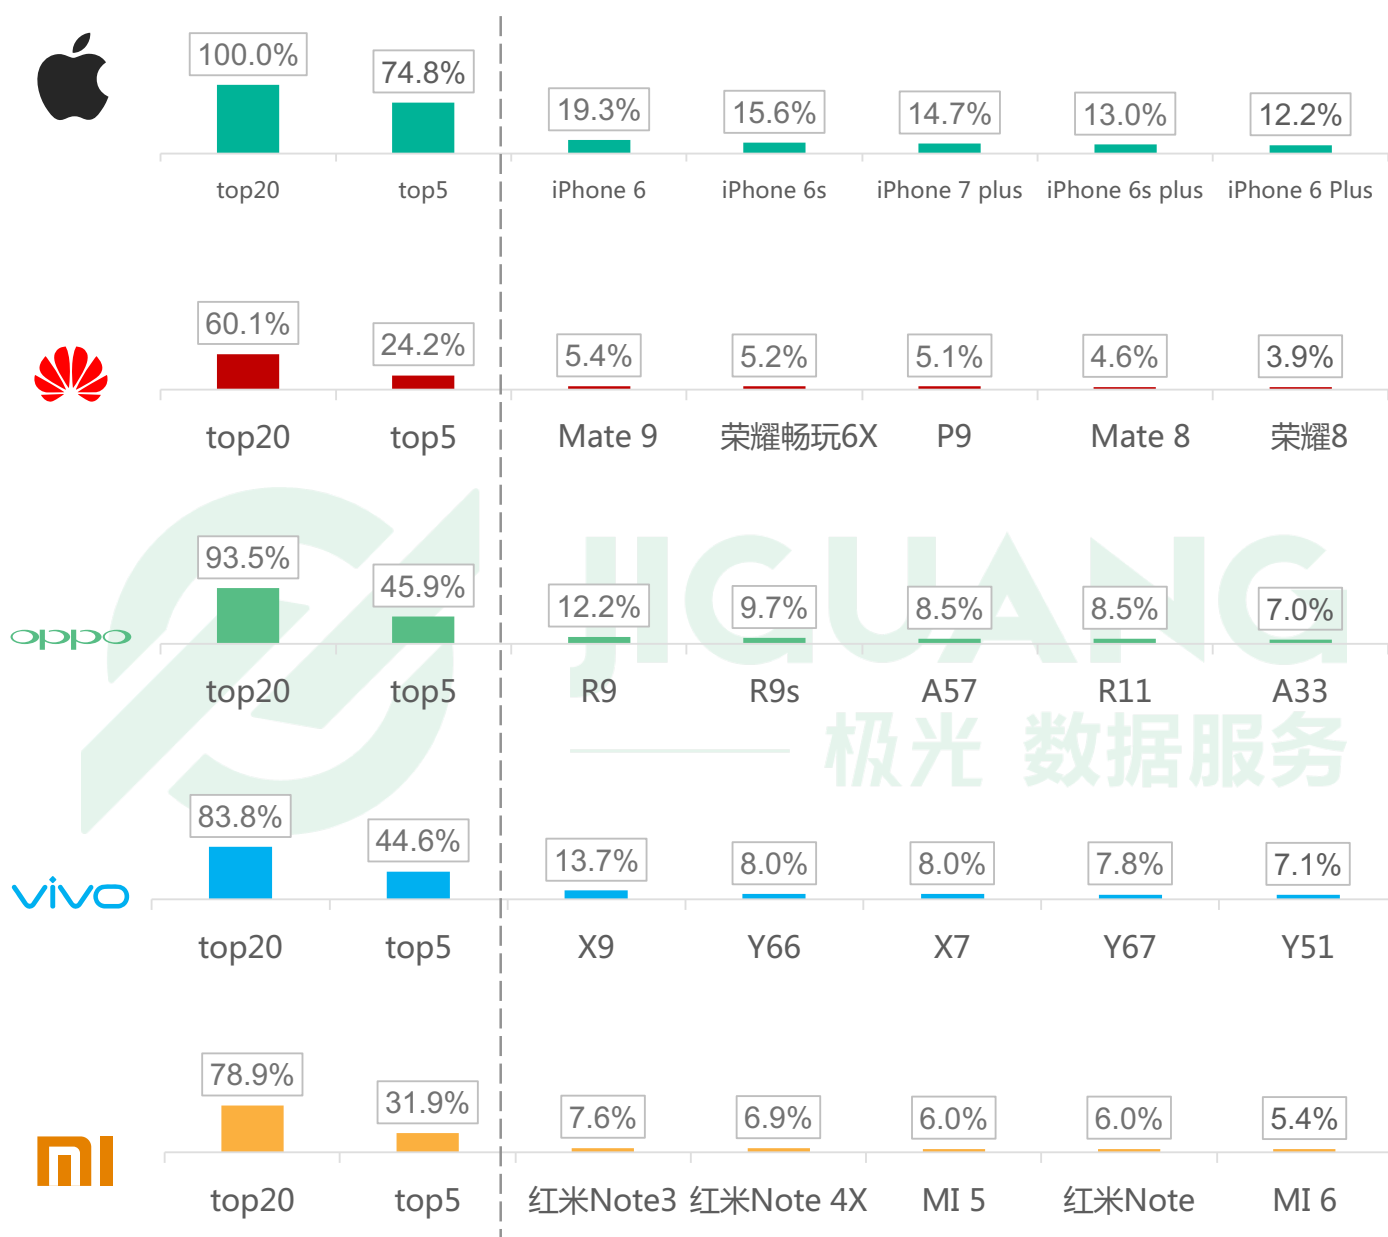 100.0% 74.8% 19.3% 15.6% 14.7% 13.0% 12.2%
top20 top5 iPhone 6 iPhone 6s iPhone 7 plus iPhone 6s plus iPhone 6 Plus
60.1% 24.2% 5.4% 5.2% 5.1% 4.6% 3.9%
top20 top5 Mate 9 荣耀畅玩6X P9 Mate 8 荣耀8
JIGUANG
93.5% 45.9% 12.2% 9.7% 8.5% 8.5% 7.0%
oppo
top20 top5 R9 R9s A57 R11 A33
极光 数据服务
83.8% 44.6% 13.7% 8.0% 8.0% 7.8% 7.1%
vivo
top20 top5 X9 Y66 X7 Y67 Y51
78.9% 31.9% 7.6% 6.9% 6.0% 6.0% 5.4%
MI
top20 top5 红米Note3 红米Note 4X MI 5 红米Note MI 6